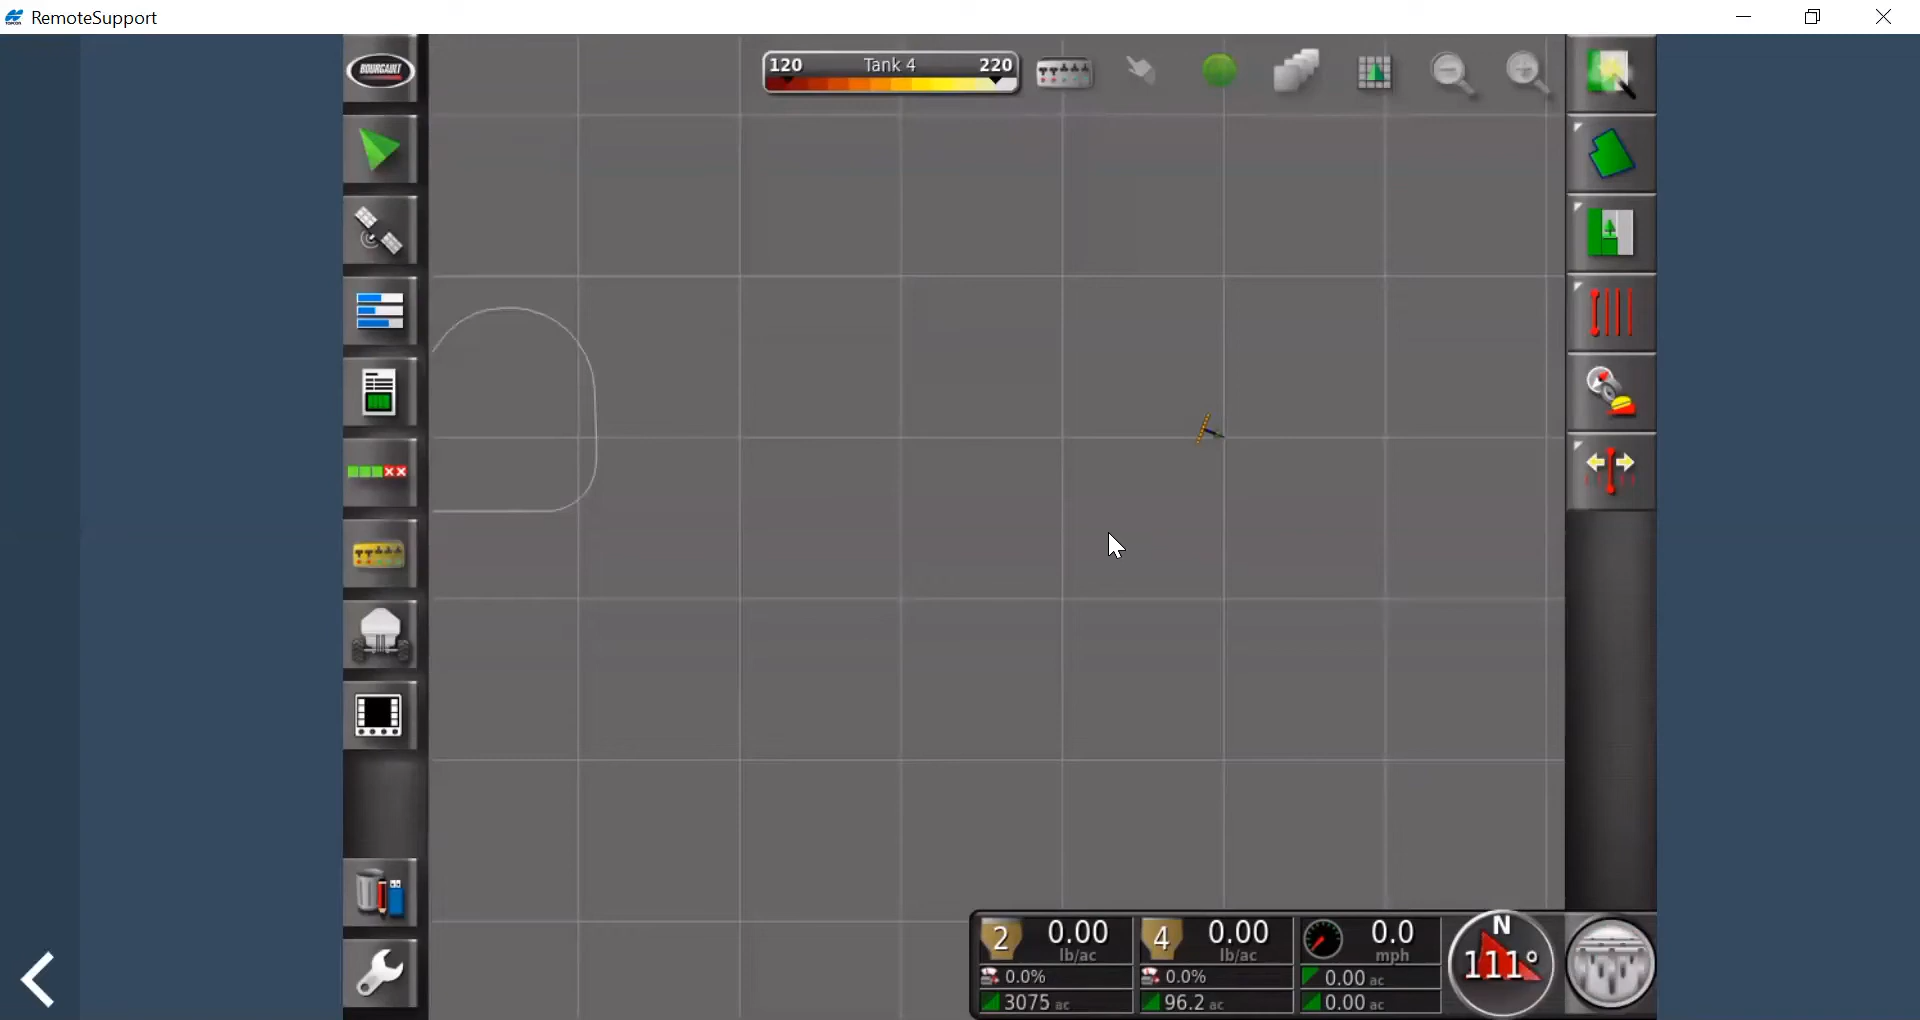 RemoteSupport
BOURGAULT
120 Tank 4 220
2 0.00 lb/ac
0.0%
3075 ac
4 0.00 lb/ac
0.0%
96.2 ac
0.0 mph
0.00 ac
0.00 ac
N
111°